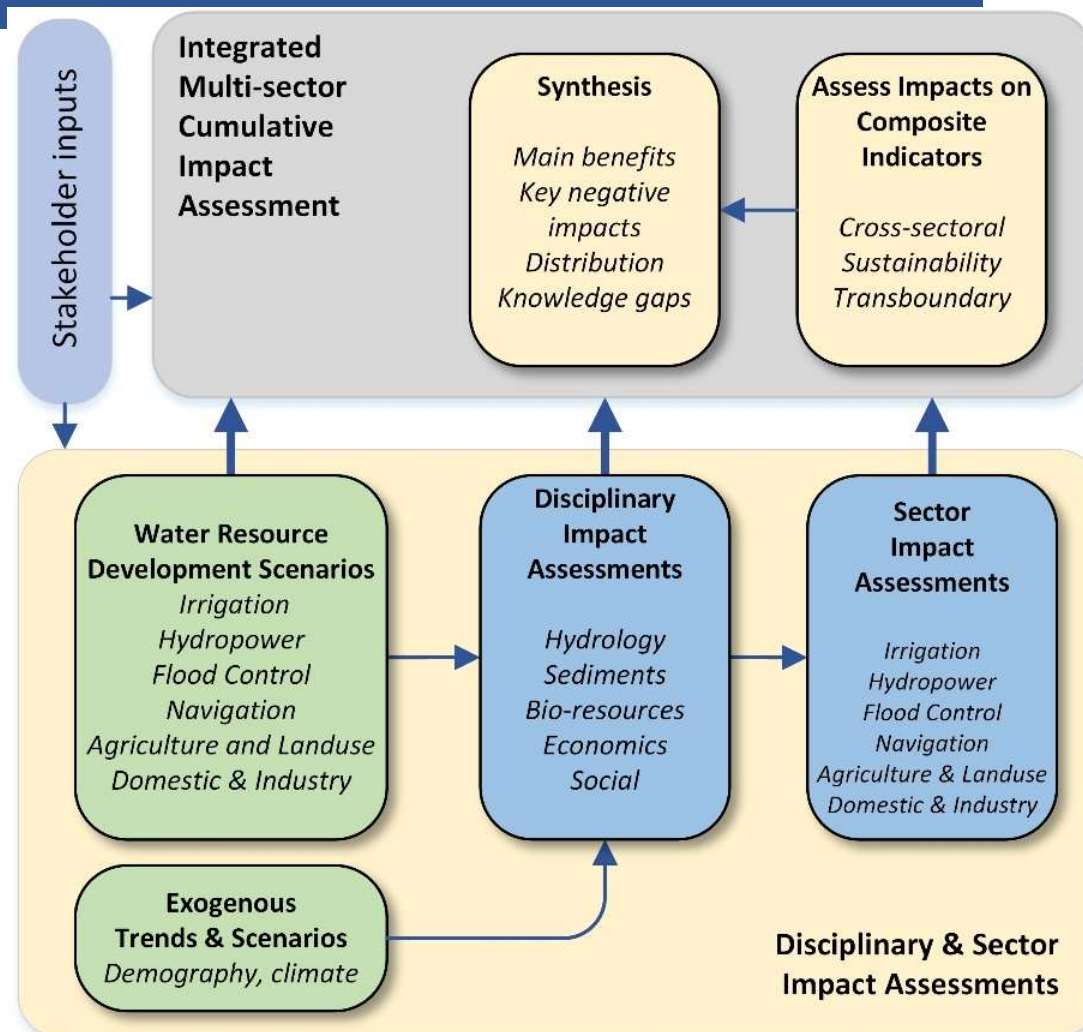 Stakeholder inputs
Integrated
Multi-sector
Cumulative
Impact
Assessment
Synthesis
Main benefits
Key negative
impacts
Distribution
Knowledge gaps
Assess Impacts on
Composite
Indicators
Cross-sectoral
Sustainability
Transboundary
Water Resource
Development Scenarios
Irrigation
Hydropower
Flood Control
Navigation
Agriculture and Landuse
Domestic & Industry
Disciplinary
Impact
Assessments
Hydrology
Sediments
Bio-resources
Economics
Social
Sector
Impact
Assessments
Irrigation
Hydropower
Flood Control
Navigation
Agriculture & Landuse
Domestic & Industry
Exogenous
Trends & Scenarios
Demography, climate
Disciplinary & Sector
Impact Assessments